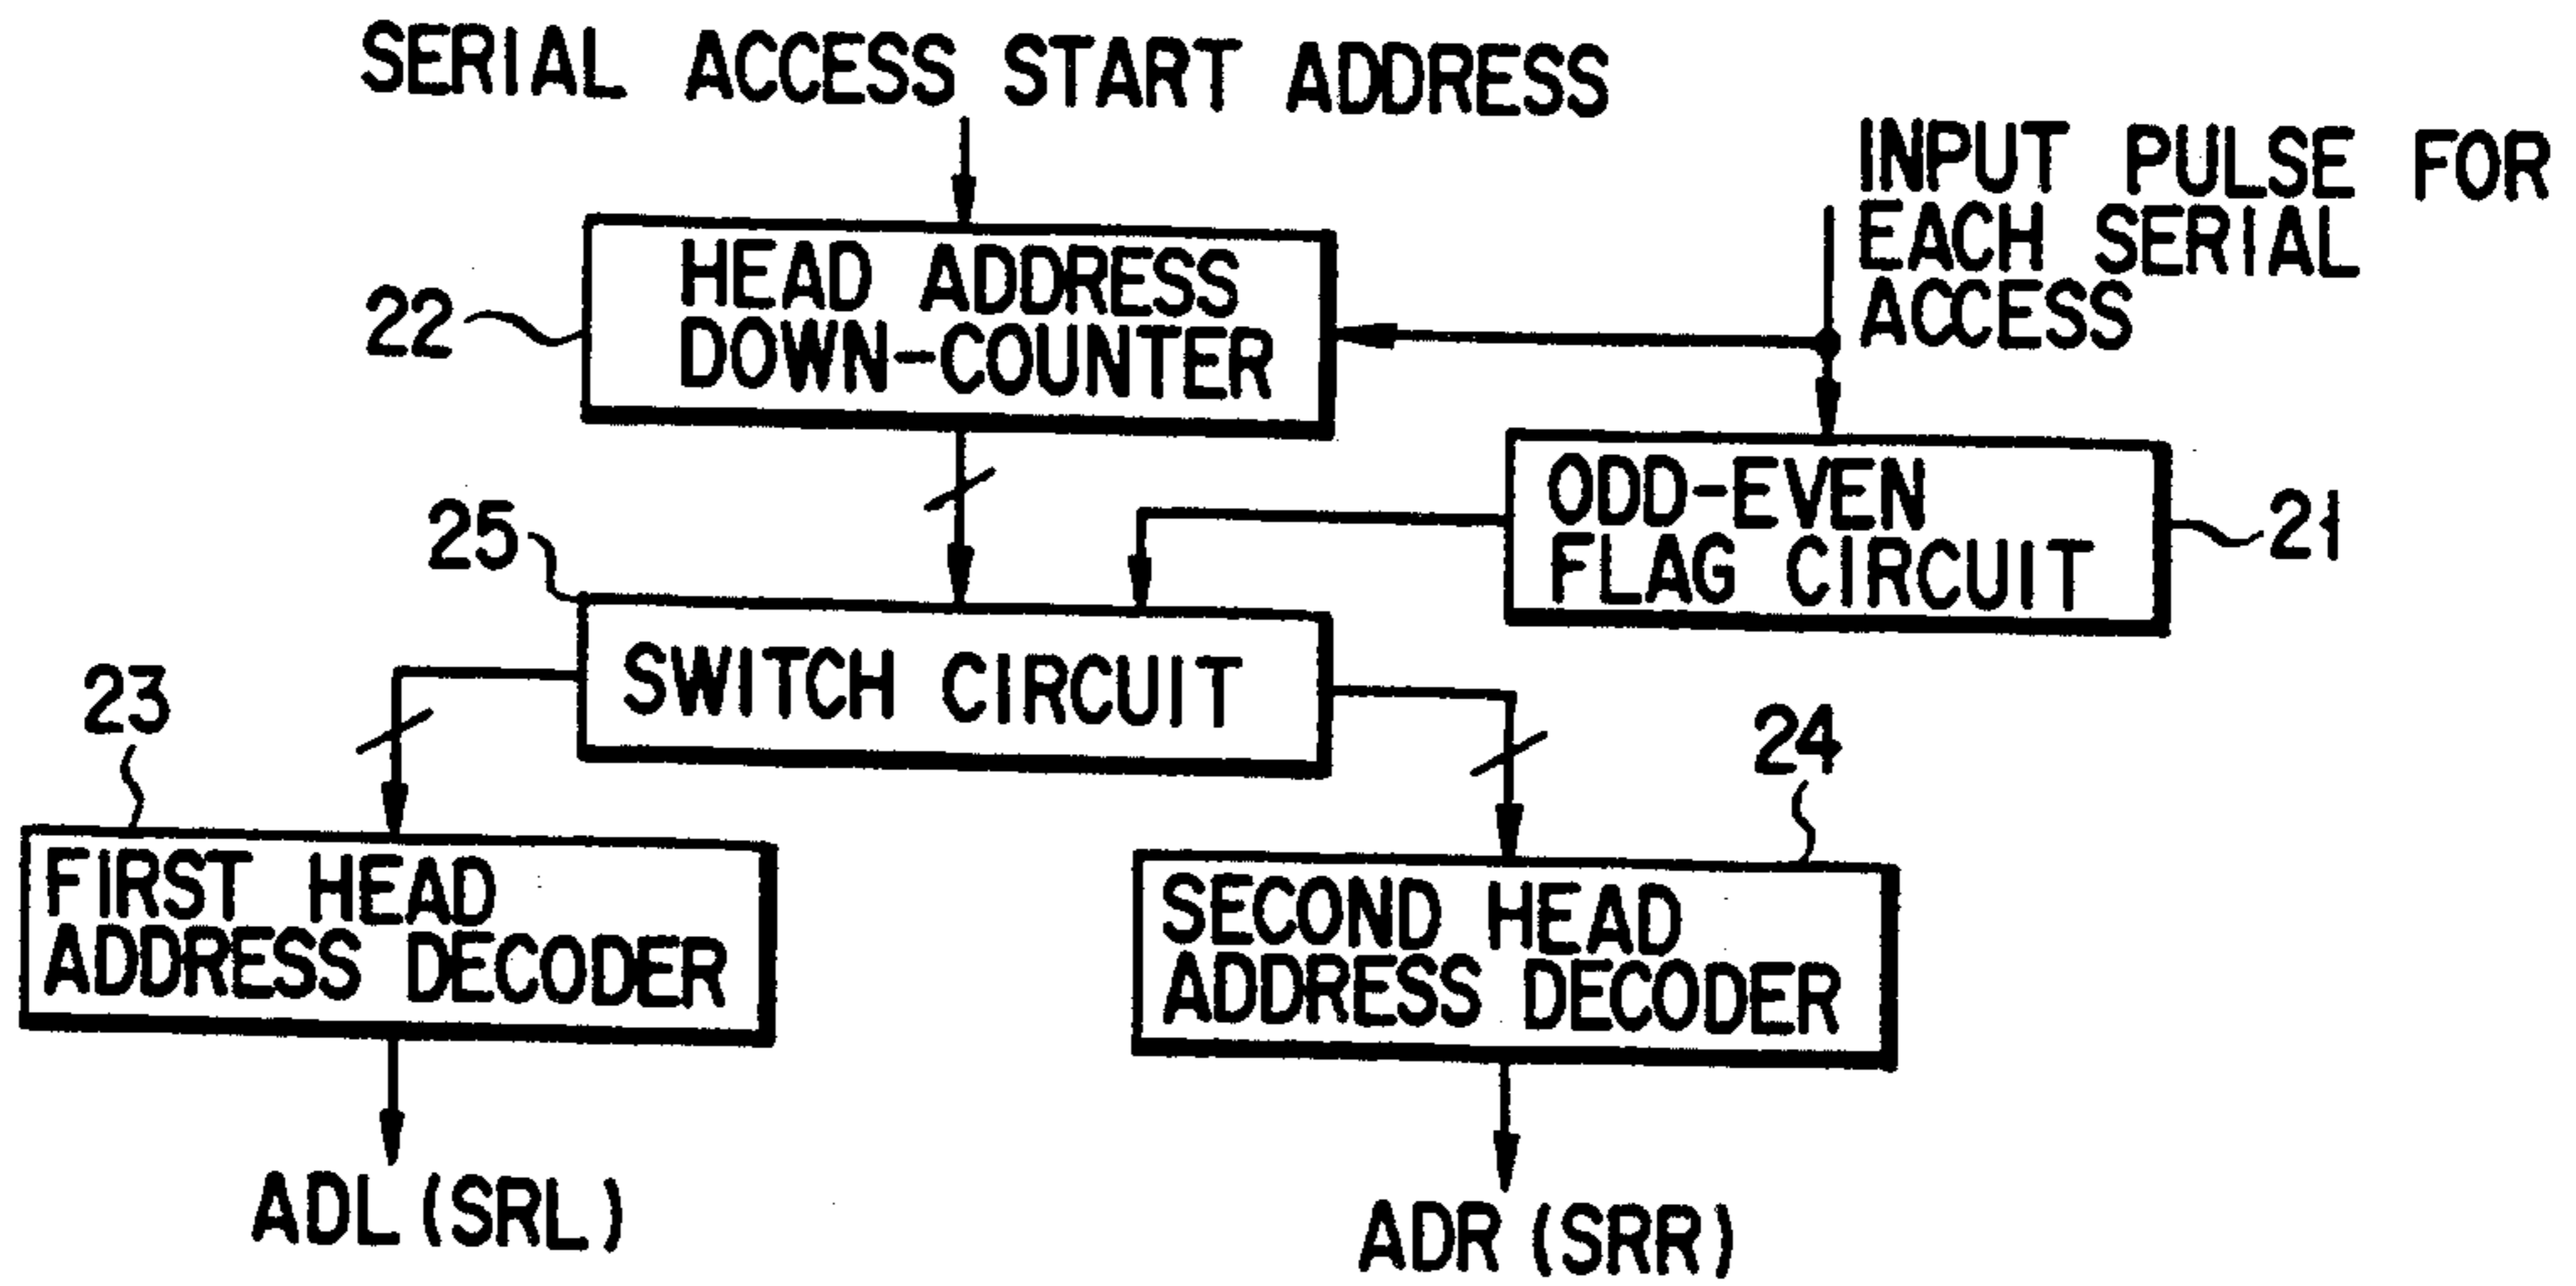 SERIAL ACCESS START ADDRESS
INPUT PULSE FOR
EACH SERIAL
ACCESS
HEAD ADDRESS
DOWN-COUNTER
22
ODD-EVEN
FLAG CIRCUIT
21
25
SWITCH CIRCUIT
23
24
FIRST HEAD
ADDRESS DECODER
SECOND HEAD
ADDRESS DECODER
ADL (SRL)
ADR (SRR)